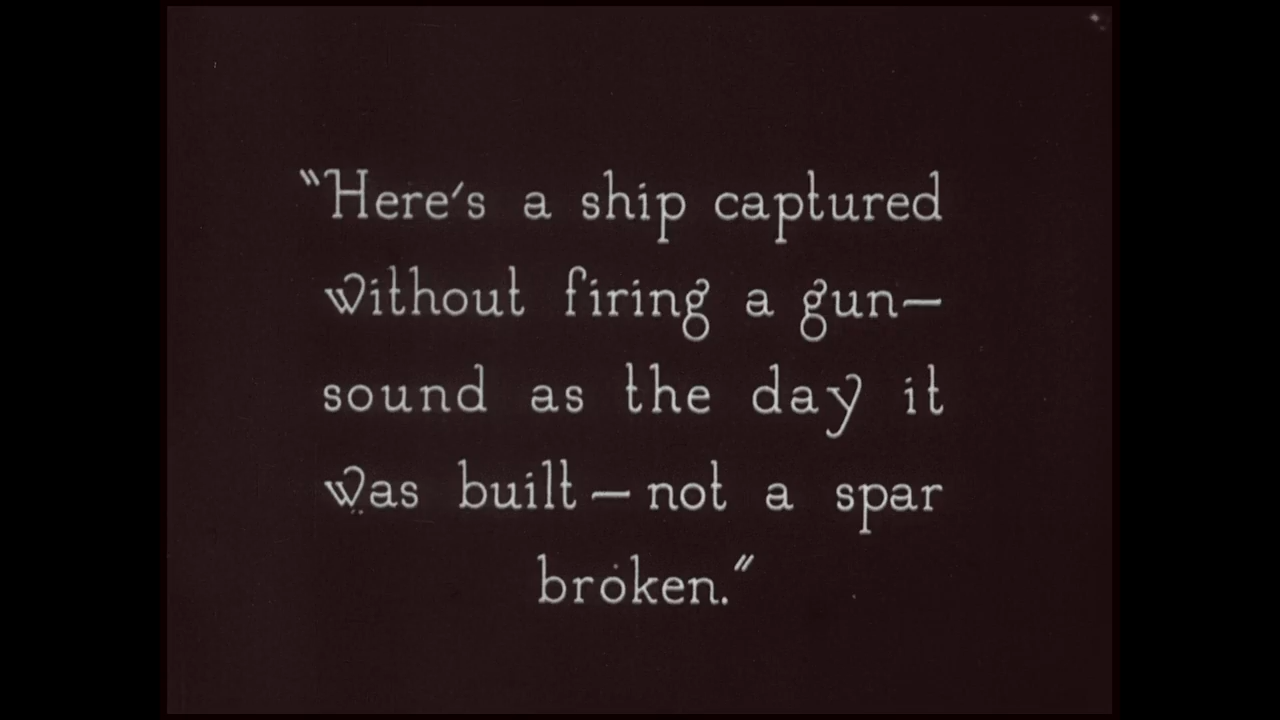 "Here's a ship captured
without firing a gun—
sound as the day it
was built — not a spar
broken."